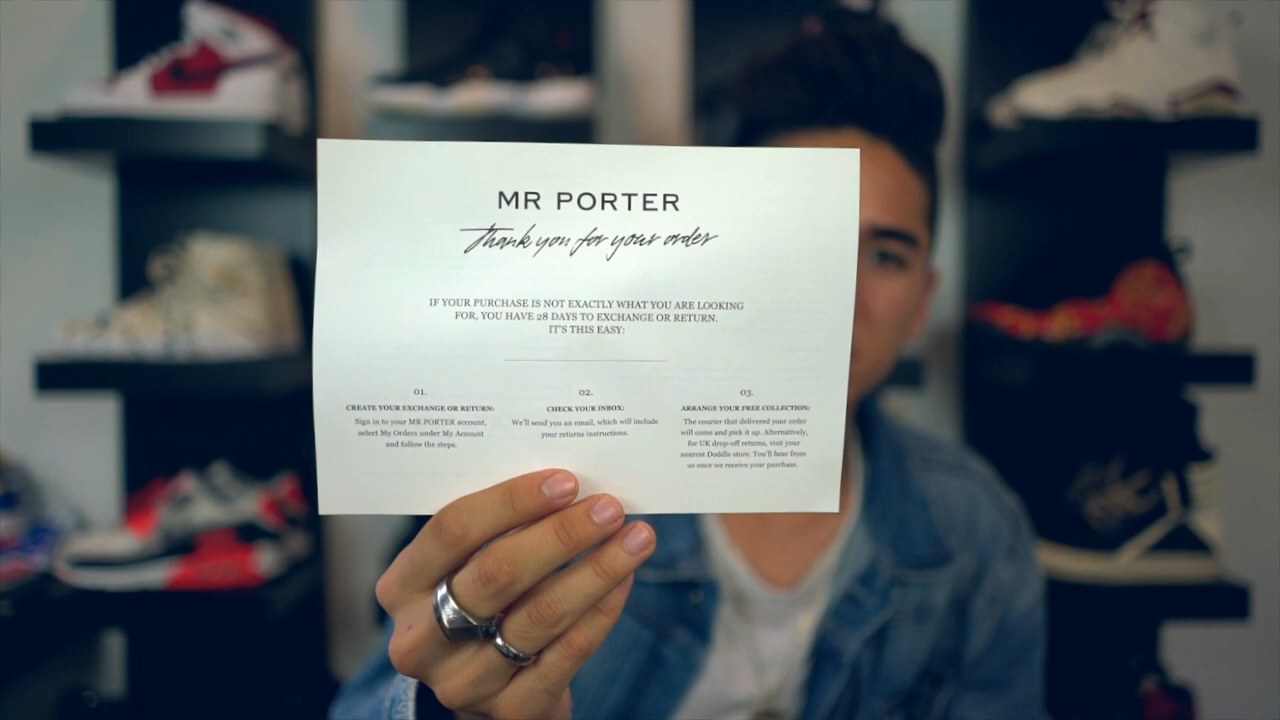 MR PORTER
Thank you for your order
IF YOUR PURCHASE IS NOT EXACTLY WHAT YOU ARE LOOKING
FOR, YOU HAVE 28 DAYS TO EXCHANGE OR RETURN.
IT'S THIS EASY:
01.
CREATE YOUR EXCHANGE OR RETURN:
Sign in to your MR PORTER account,
select My Orders under My Account
and follow the steps.
02.
CHECK YOUR INBOX:
We'll send you an email, which will include
your returns instructions.
03.
ARRANGE YOUR FREE COLLECTION:
The courier that delivered your order
will come and pick it up. Alternatively,
for UK drop-off returns, visit your
nearest Doddle store. You'll hear from
us once we receive your purchase.